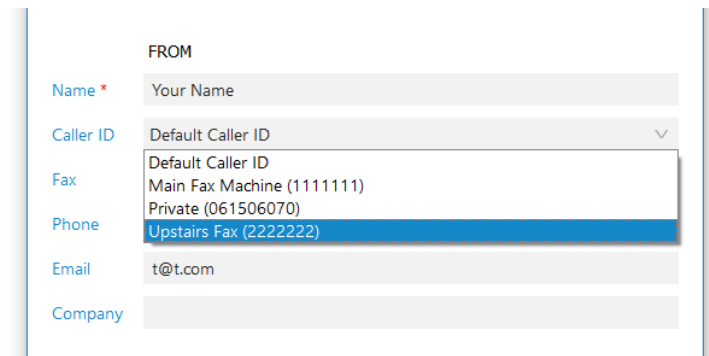 FROM
Name * Your Name
Caller ID Default Caller ID
Default Caller ID
Fax Main Fax Machine (1111111)
Private (061506070)
Phone Upstairs Fax (2222222)
Email t@t.com
Company